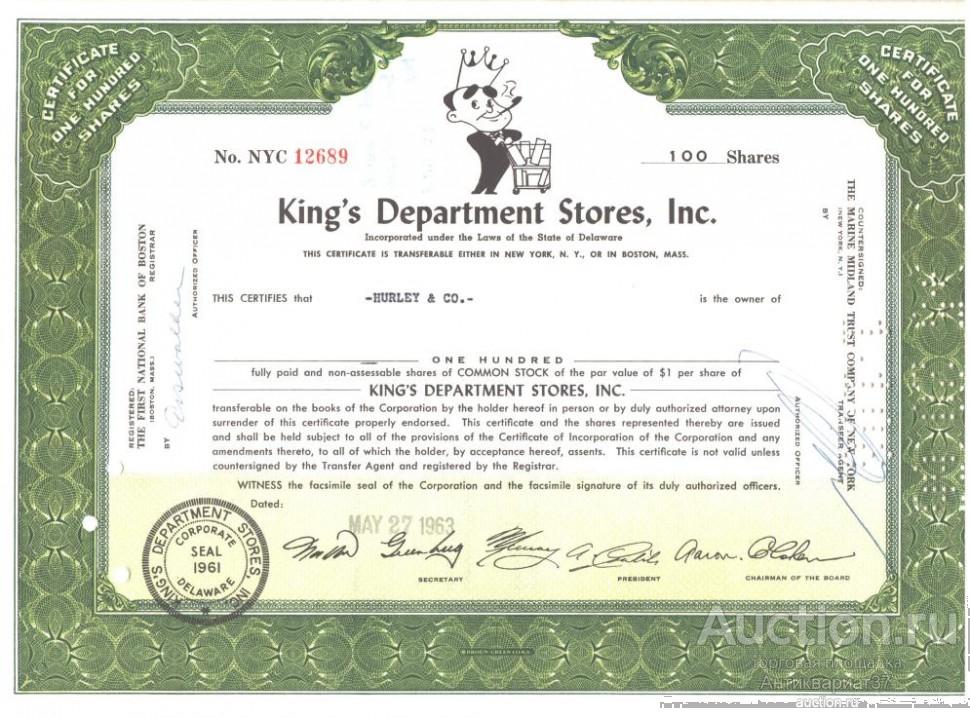 CERTIFICATE
FOR
ONE HUNDRED
SHARES
CERTIFICATE
FOR
ONE HUNDRED
SHARES
No. NYC 12689
100 Shares
King's Department Stores, Inc.
Incorporated under the Laws of the State of Delaware
THIS CERTIFICATE IS TRANSFERABLE EITHER IN NEW YORK, N. Y., OR IN BOSTON, MASS.
THIS CERTIFIES that -HURLEY & CO.- is the owner of
ONE HUNDRED
fully paid and non-assessable shares of COMMON STOCK of the par value of $1 per share of
KING'S DEPARTMENT STORES, INC.
transferable on the books of the Corporation by the holder hereof in person or by duly authorized attorney upon
surrender of this certificate properly endorsed. This certificate and the shares represented thereby are issued
and shall be held subject to all of the provisions of the Certificate of Incorporation of the Corporation and any
amendments thereto, to all of which the holder, by acceptance hereof, assents. This certificate is not valid unless
countersigned by the Transfer Agent and registered by the Registrar.
WITNESS the facsimile seal of the Corporation and the facsimile signature of its duly authorized officers.
Dated:
MAY 27 1963
SECRETARY
PRESIDENT
CHAIRMAN OF THE BOARD
KING'S DEPARTMENT STORES, INC.
CORPORATE
SEAL
1961
DELAWARE
REGISTERED:
THE FIRST NATIONAL BANK OF BOSTON
(BOSTON, MASS.) REGISTRAR
BY
AUTHORIZED OFFICER
COUNTERSIGNED:
THE MARINE MIDLAND TRUST COMPANY OF NEW YORK
(NEW YORK, N. Y.) TRANSFER AGENT
BY
AUTHORIZED OFFICER
Auction.ru
торговая площадка
Антиквариат37
auction.ru